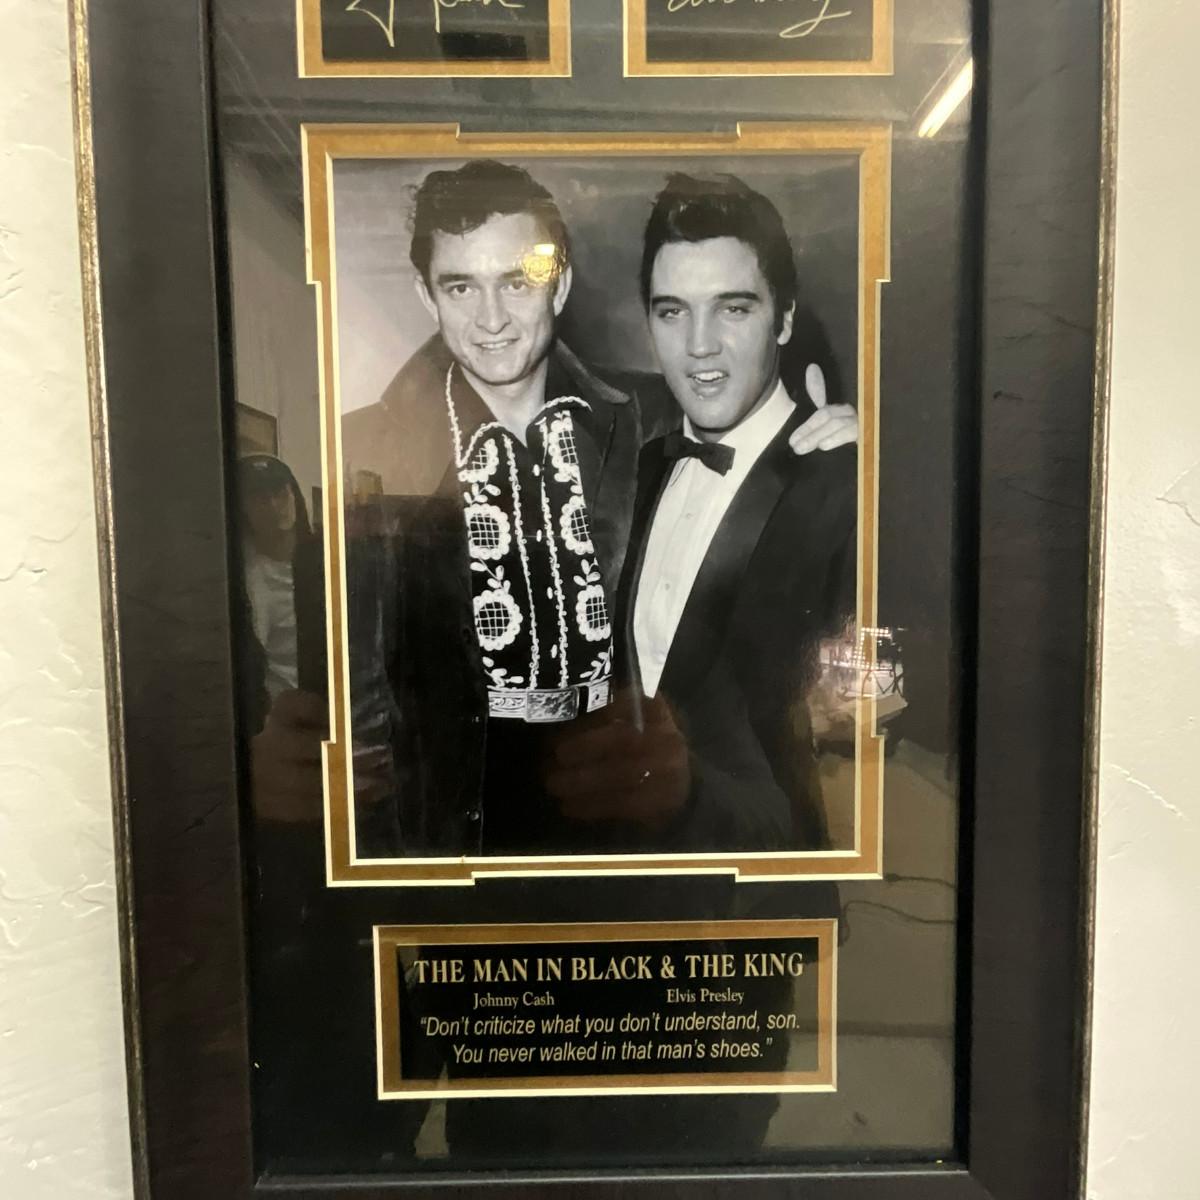 THE MAN IN BLACK & THE KING
Johnny Cash Elvis Presley
“Don’t criticize what you don’t understand, son.
You never walked in that man’s shoes.”